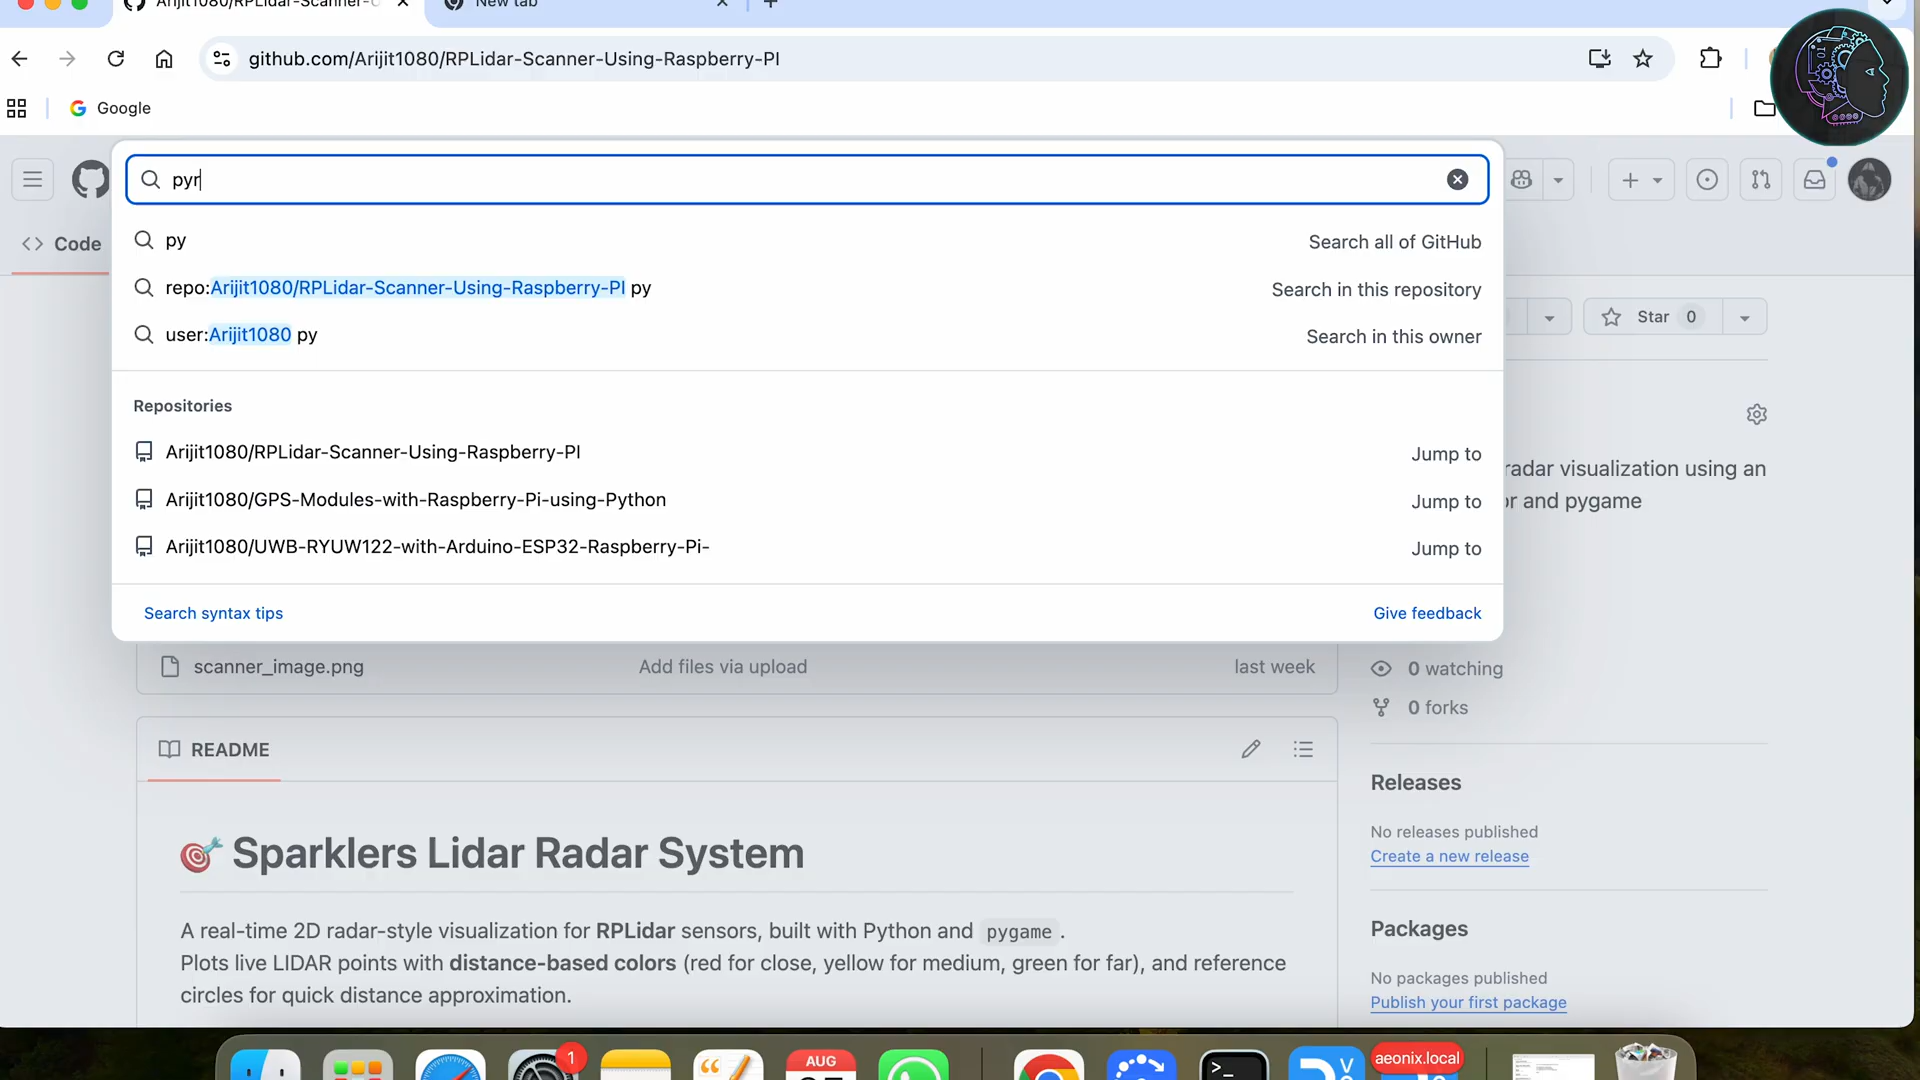 Arijit1080/RPLidar-Scanner-U
New tab
github.com/Arijit1080/RPLidar-Scanner-Using-Raspberry-PI
Google
pyr
Code
py Search all of GitHub
repo:Arijit1080/RPLidar-Scanner-Using-Raspberry-PI py Search in this repository
user:Arijit1080 py Search in this owner
Star 0
Repositories
Arijit1080/RPLidar-Scanner-Using-Raspberry-PI Jump to
radar visualization using an
Arijit1080/GPS-Modules-with-Raspberry-Pi-using-Python Jump to
and pygame
Arijit1080/UWB-RYUW122-with-Arduino-ESP32-Raspberry-Pi- Jump to
Search syntax tips Give feedback
scanner_image.png Add files via upload last week
0 watching
0 forks
README
Releases
No releases published
Create a new release
🎯 Sparklers Lidar Radar System
A real-time 2D radar-style visualization for RPLidar sensors, built with Python and pygame .
Plots live LIDAR points with distance-based colors (red for close, yellow for medium, green for far), and reference
circles for quick distance approximation.
Packages
No packages published
Publish your first package
1
AUG
aeonix.local